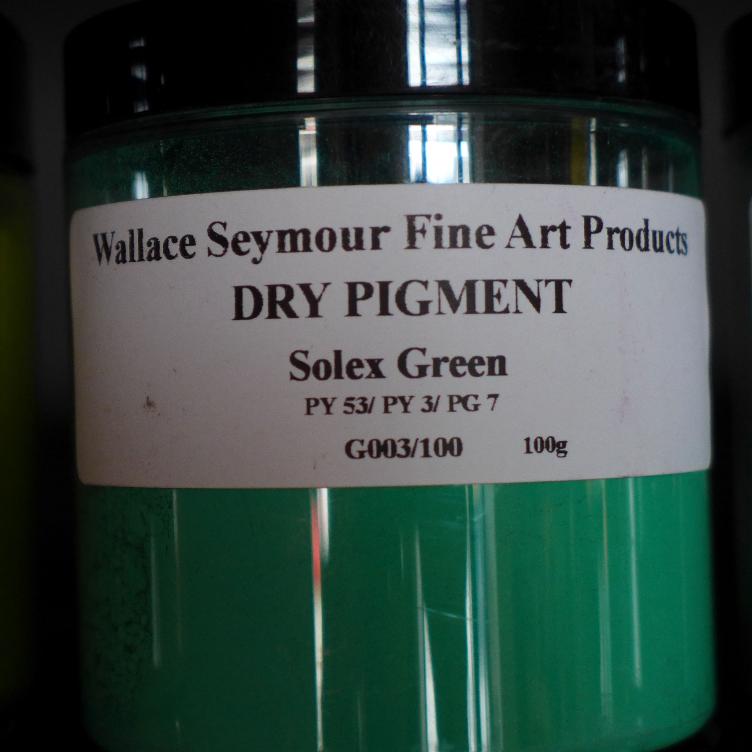 Wallace Seymour Fine Art Products
DRY PIGMENT
Solex Green
PY 53/ PY 3/ PG 7
G003/100 100g